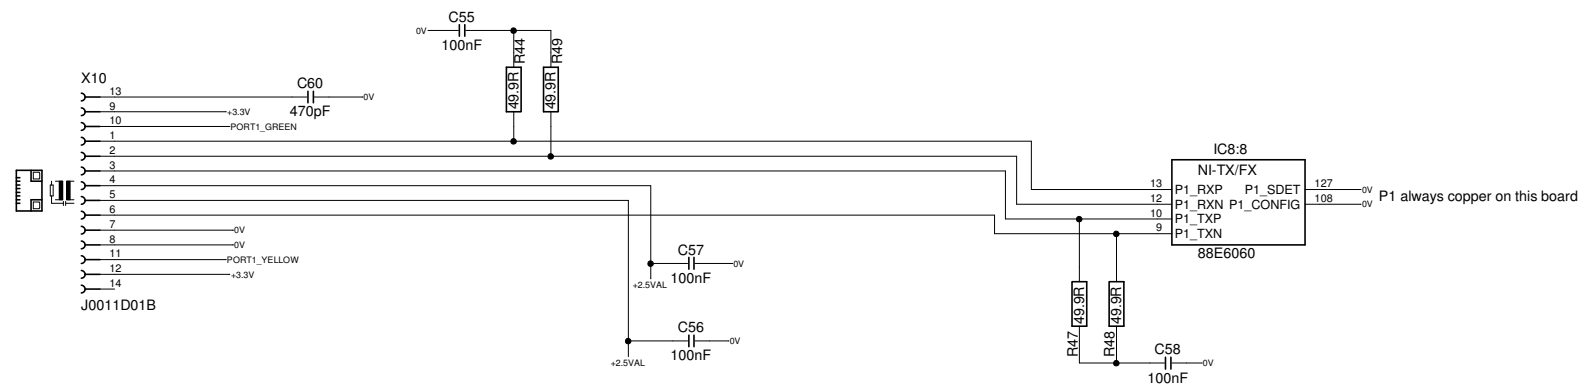 C55
0V
100nF
R44
R49
49.9R
49.9R
X10
13
C60
0V
470pF
9
+3.3V
10
PORT1_GREEN
1
2
3
4
5
6
7
0V
8
0V
11
PORT1_YELLOW
12
+3.3V
14
J0011D01B
IC8:8
NI-TX/FX
13 P1_RXP P1_SDET 127 0V
12 P1_RXN P1_CONFIG 108 0V
P1 always copper on this board
10 P1_TXP
9 P1_TXN
88E6060
C57
0V
100nF
+2.5VAL
C56
0V
100nF
+2.5VAL
49.9R
49.9R
R47
R48
C58
0V
100nF